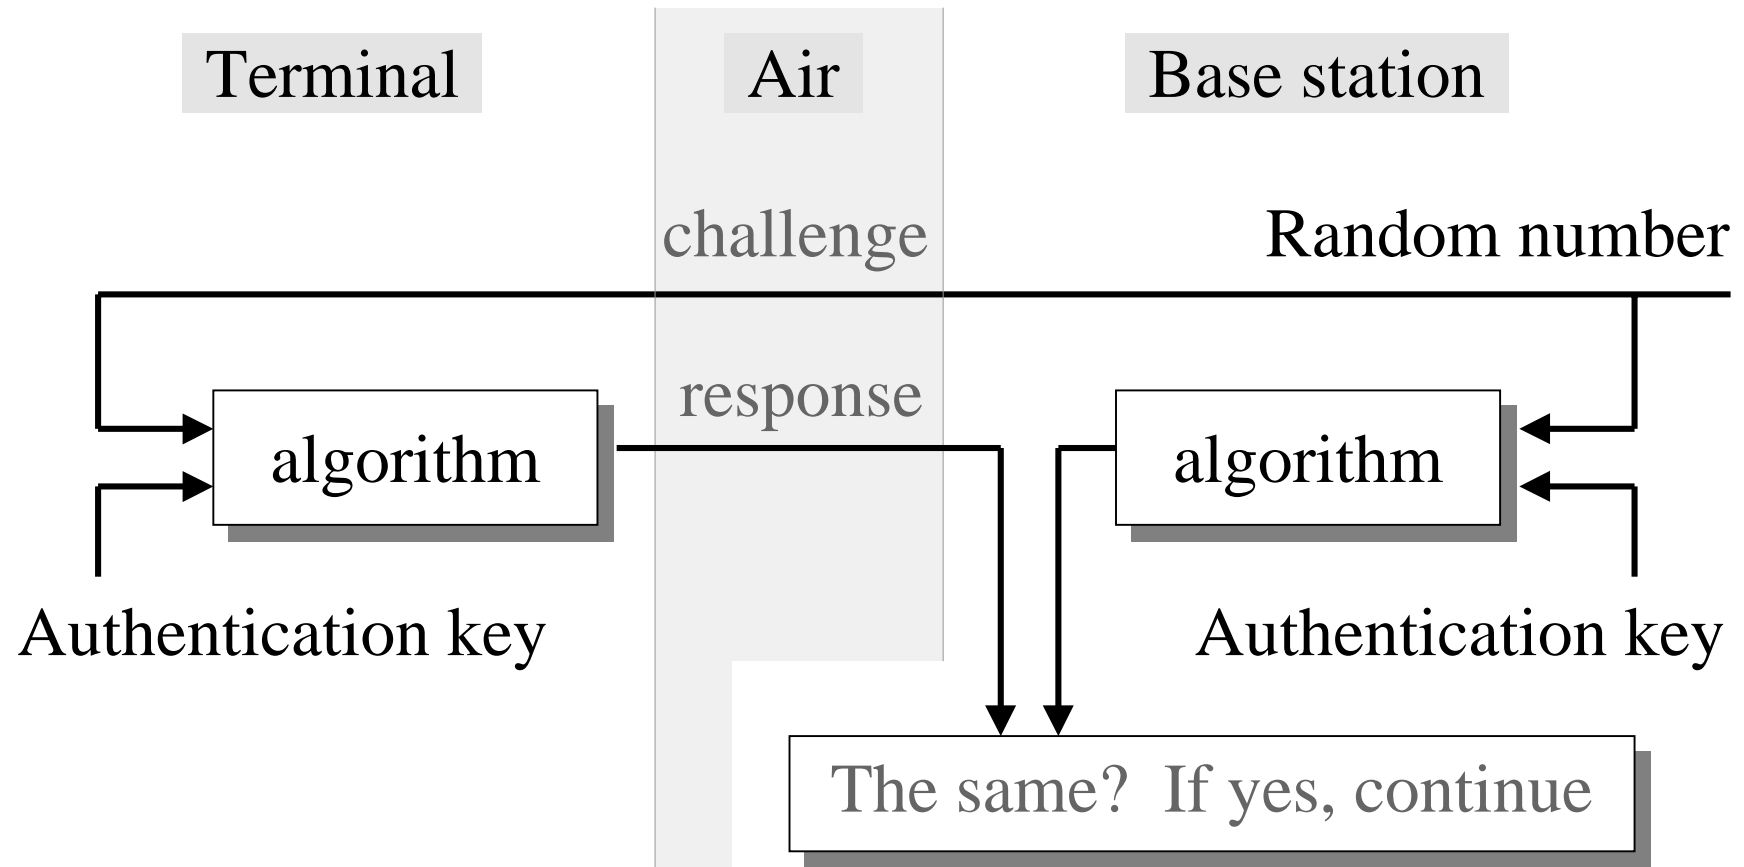 Terminal
Air
Base station
challenge
Random number
response
algorithm
algorithm
Authentication key
Authentication key
The same? If yes, continue